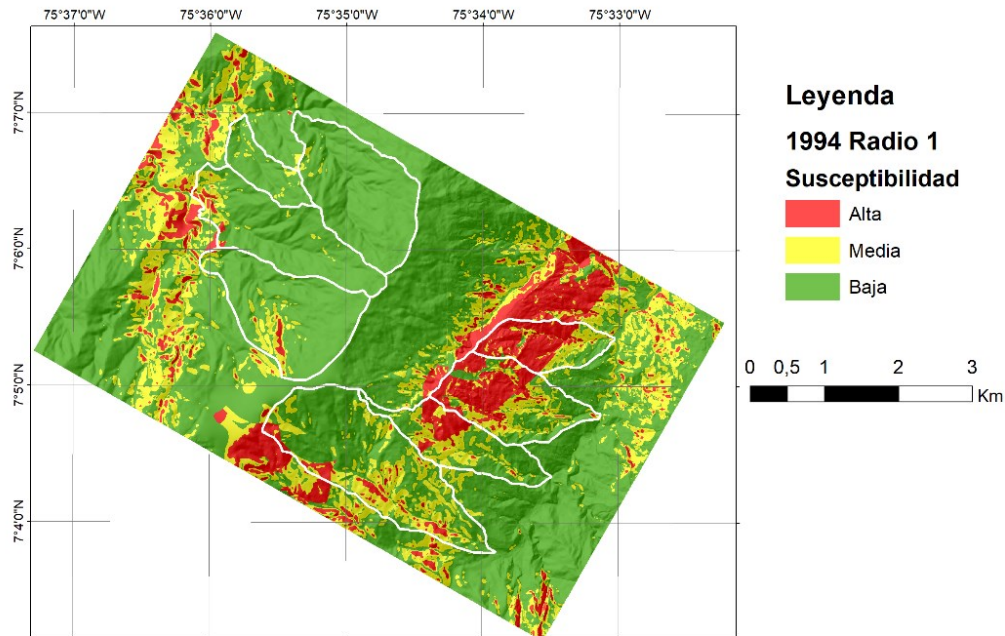 75°37'0"W 75°36'0"W 75°35'0"W 75°34'0"W 75°33'0"W
7°7'0"N
7°6'0"N
7°5'0"N
7°4'0"N
Leyenda
1994 Radio 1
Susceptibilidad
Alta
Media
Baja
0 0,5 1 2 3
Km